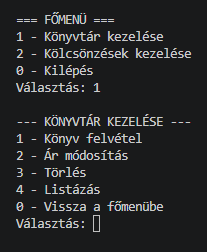 === FŐMENÜ ===
1 - Könyvtár kezelése
2 - Kölcsönzések kezelése
0 - Kilépés
Választás: 1
--- KÖNYVTÁR KEZELÉSE ---
1 - Könyv felvétel
2 - Ár módosítás
3 - Törlés
4 - Listázás
0 - Vissza a főmenübe
Választás: